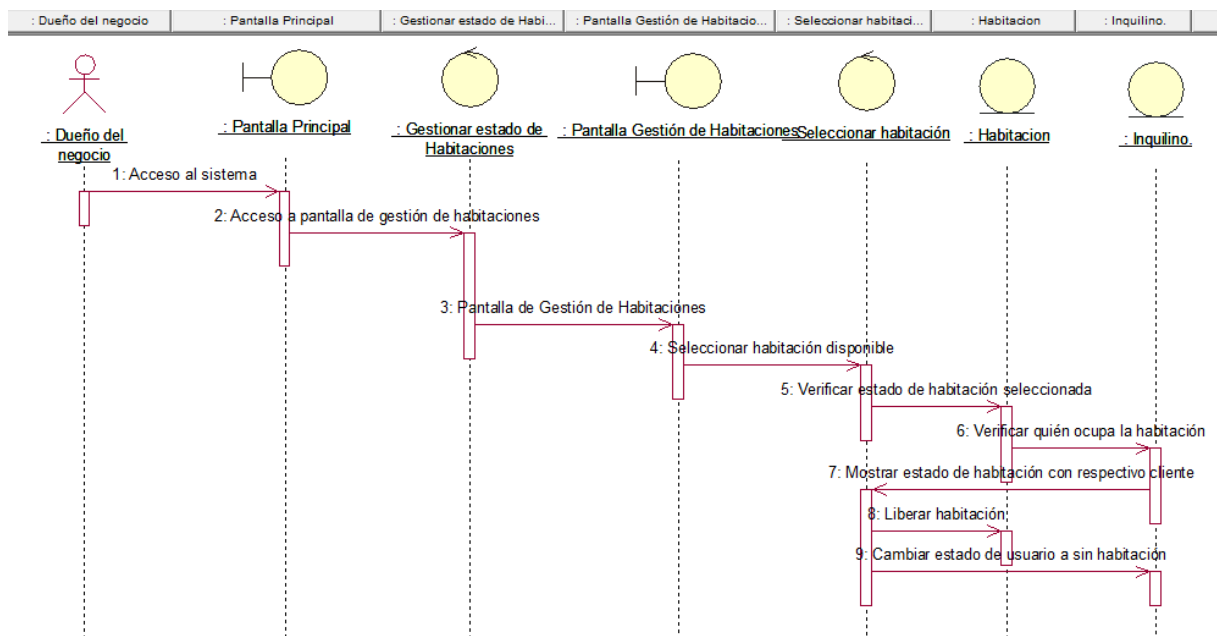 : Dueño del negocio
: Pantalla Principal
: Gestionar estado de Habi...
: Pantalla Gestión de Habitacio...
: Seleccionar habitaci...
: Habitacion
: Inquilino.
: Dueño del
negocio
: Pantalla Principal
: Gestionar estado de
Habitaciones
: Pantalla Gestión de Habitaciones
Seleccionar habitación
: Habitacion
: Inquilino.
1: Acceso al sistema
2: Acceso a pantalla de gestión de habitaciones
3: Pantalla de Gestión de Habitaciones
4: Seleccionar habitación disponible
5: Verificar estado de habitación seleccionada
6: Verificar quién ocupa la habitación
7: Mostrar estado de habitación con respectivo cliente
8: Liberar habitación
9: Cambiar estado de usuario a sin habitación